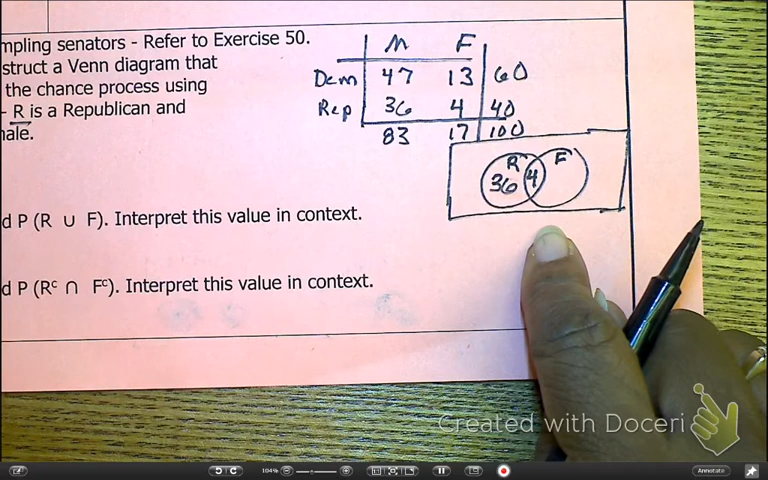 mpling senators - Refer to Exercise 50.
struct a Venn diagram that
the chance process using
- R is a Republican and
nale.
M F
Dem 47 13 60
Rep 36 4 40
83 17 100
R F
36 4
d P (R ∪ F). Interpret this value in context.
d P (Rᶜ ∩ Fᶜ). Interpret this value in context.
Created with Doceri
104%
Annotate